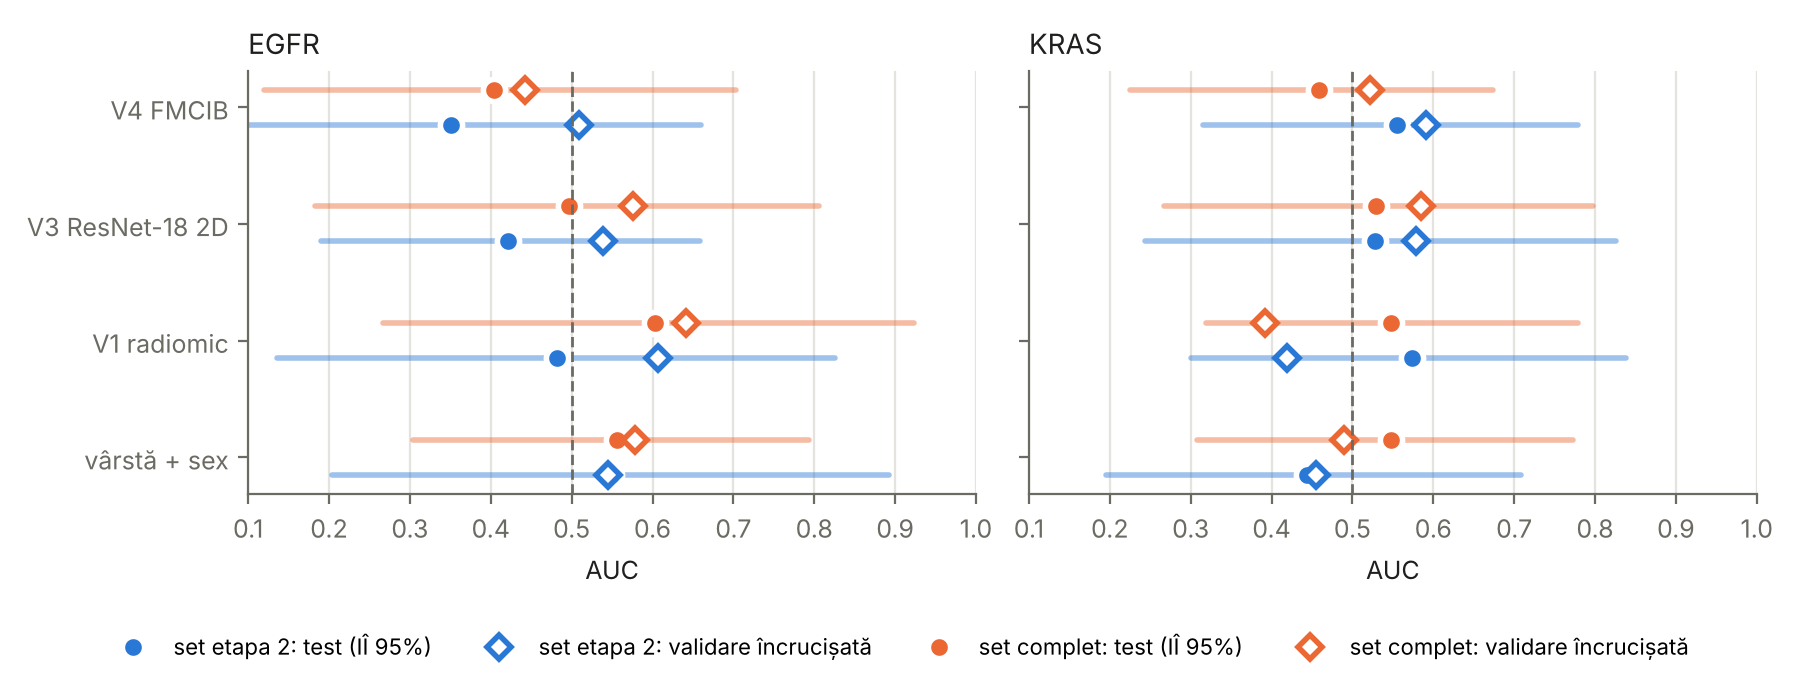 EGFR
KRAS
V4 FMCIB
V3 ResNet-18 2D
V1 radiomic
vârstă + sex
0.1 0.2 0.3 0.4 0.5 0.6 0.7 0.8 0.9 1.0
0.1 0.2 0.3 0.4 0.5 0.6 0.7 0.8 0.9 1.0
AUC
AUC
set etapa 2: test (IÎ 95%)
set etapa 2: validare încrucișată
set complet: test (IÎ 95%)
set complet: validare încrucișată